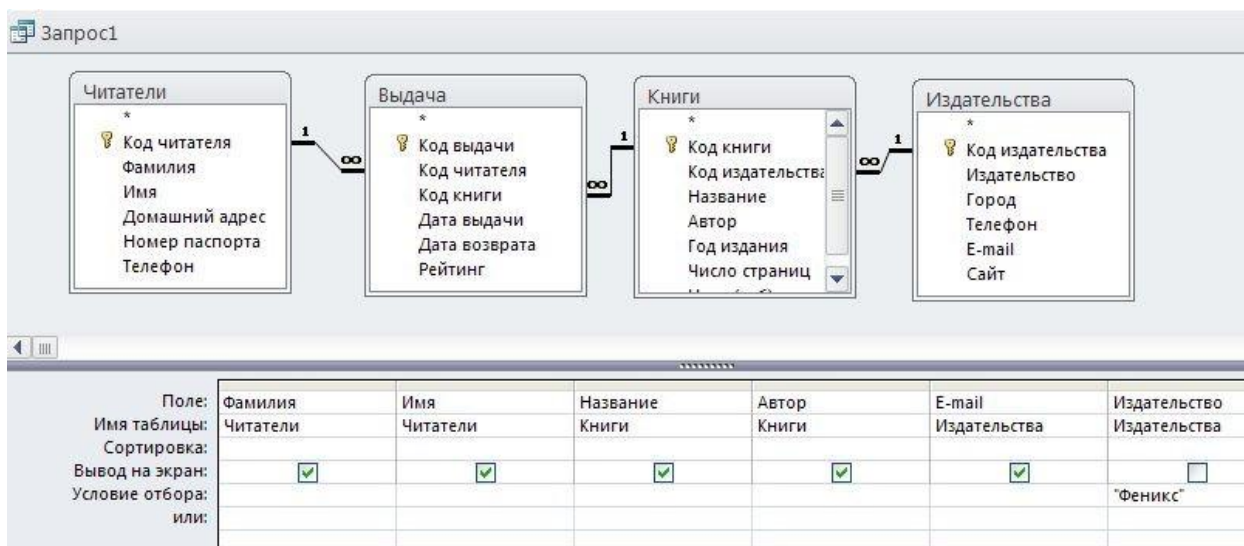 Запрос1
Читатели
*
Код читателя
Фамилия
Имя
Домашний адрес
Номер паспорта
Телефон
1
∞
Выдача
*
Код выдачи
Код читателя
Код книги
Дата выдачи
Дата возврата
Рейтинг
∞
1
Книги
*
Код книги
Код издательства
Название
Автор
Год издания
Число страниц
∞
1
Издательства
*
Код издательства
Издательство
Город
Телефон
E-mail
Сайт
Поле: Фамилия Имя Название Автор E-mail Издательство
Имя таблицы: Читатели Читатели Книги Книги Издательства Издательства
Сортировка:
Вывод на экран:
Условие отбора: "Феникс"
или: